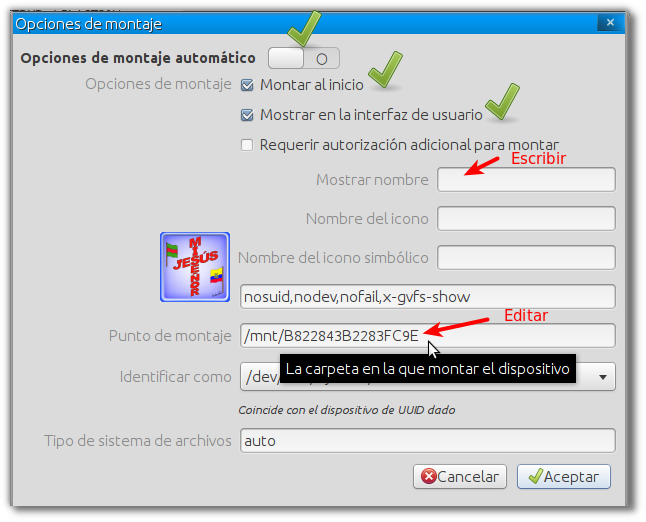 Opciones de montaje
Opciones de montaje automático
Opciones de montaje
Montar al inicio
Mostrar en la interfaz de usuario
Requerir autorización adicional para montar
Escribir
Mostrar nombre
Nombre del icono
MISEÑOR
JESÚS
Nombre del icono simbólico
nosuid,nodev,nofail,x-gvfs-show
Editar
Punto de montaje /mnt/B822843B2283FC9E
La carpeta en la que montar el dispositivo
Identificar como /dev/
Coincide con el dispositivo de UUID dado
Tipo de sistema de archivos auto
Cancelar Aceptar